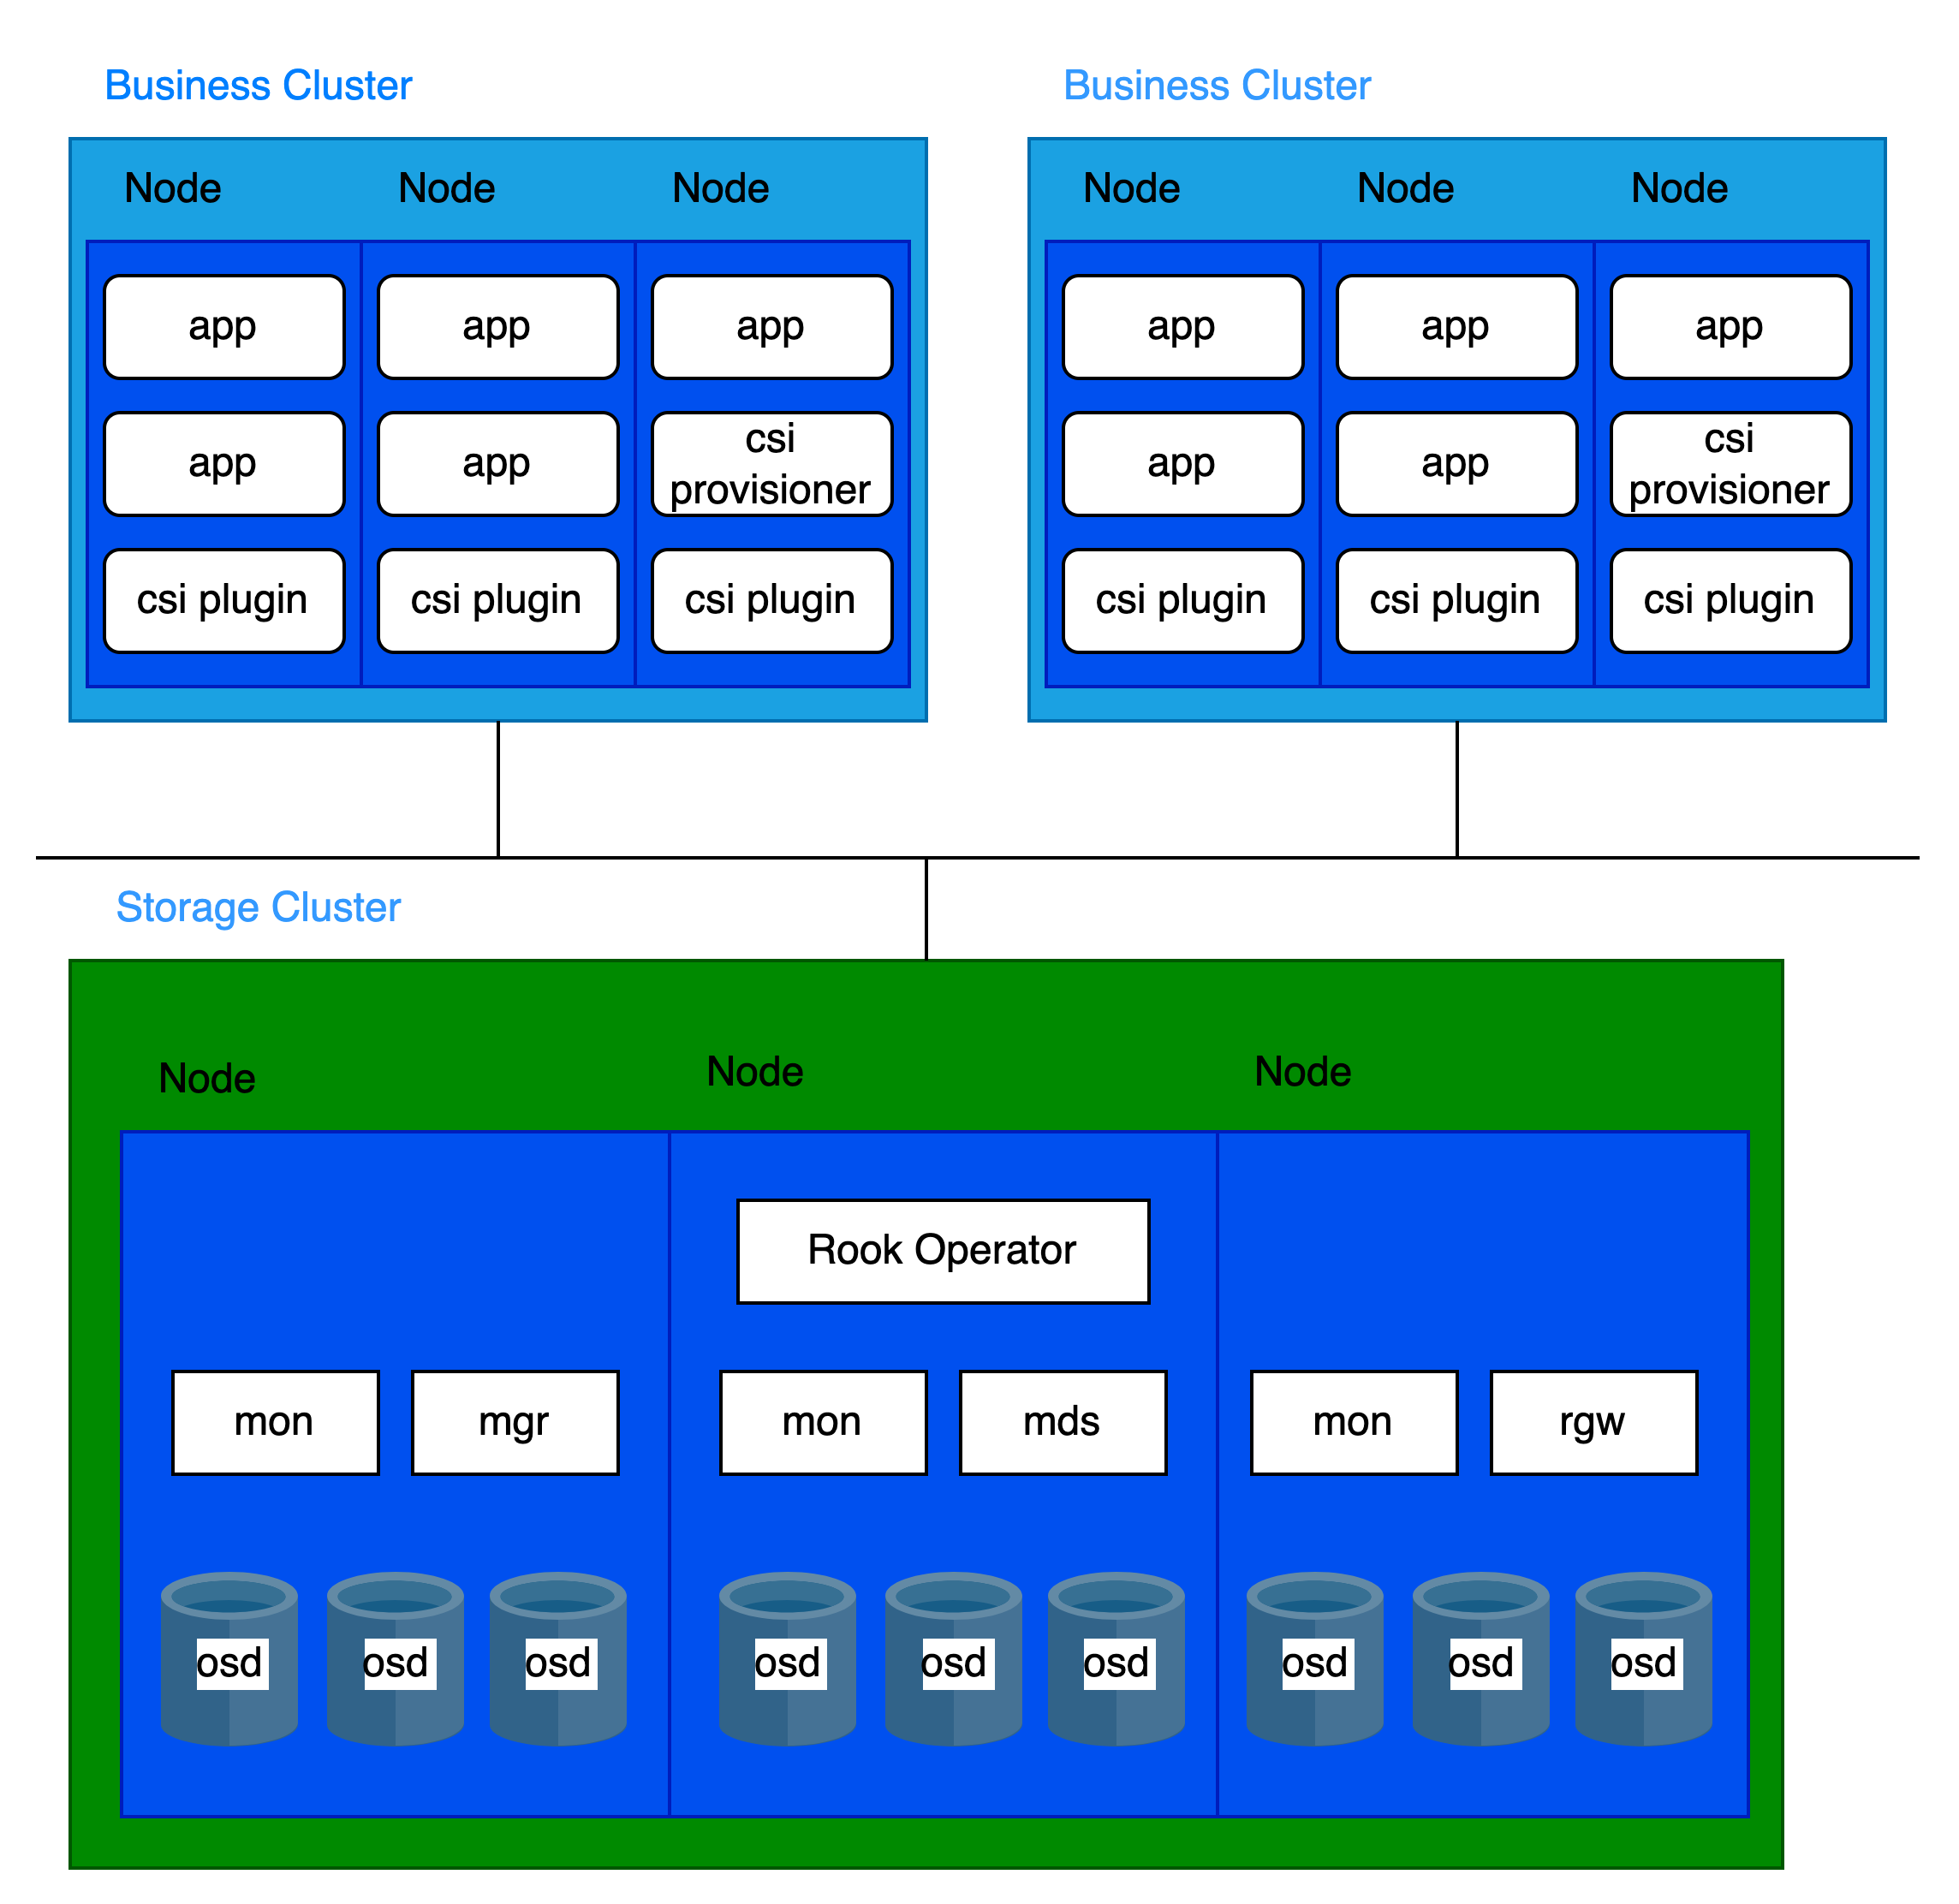 Business Cluster
Node
Node
Node
app
app
app
app
app
csi
provisioner
csi plugin
csi plugin
csi plugin
Business Cluster
Node
Node
Node
app
app
app
app
app
csi
provisioner
csi plugin
csi plugin
csi plugin
Storage Cluster
Node
Node
Node
Rook Operator
mon
mgr
mon
mds
mon
rgw
osd
osd
osd
osd
osd
osd
osd
osd
osd